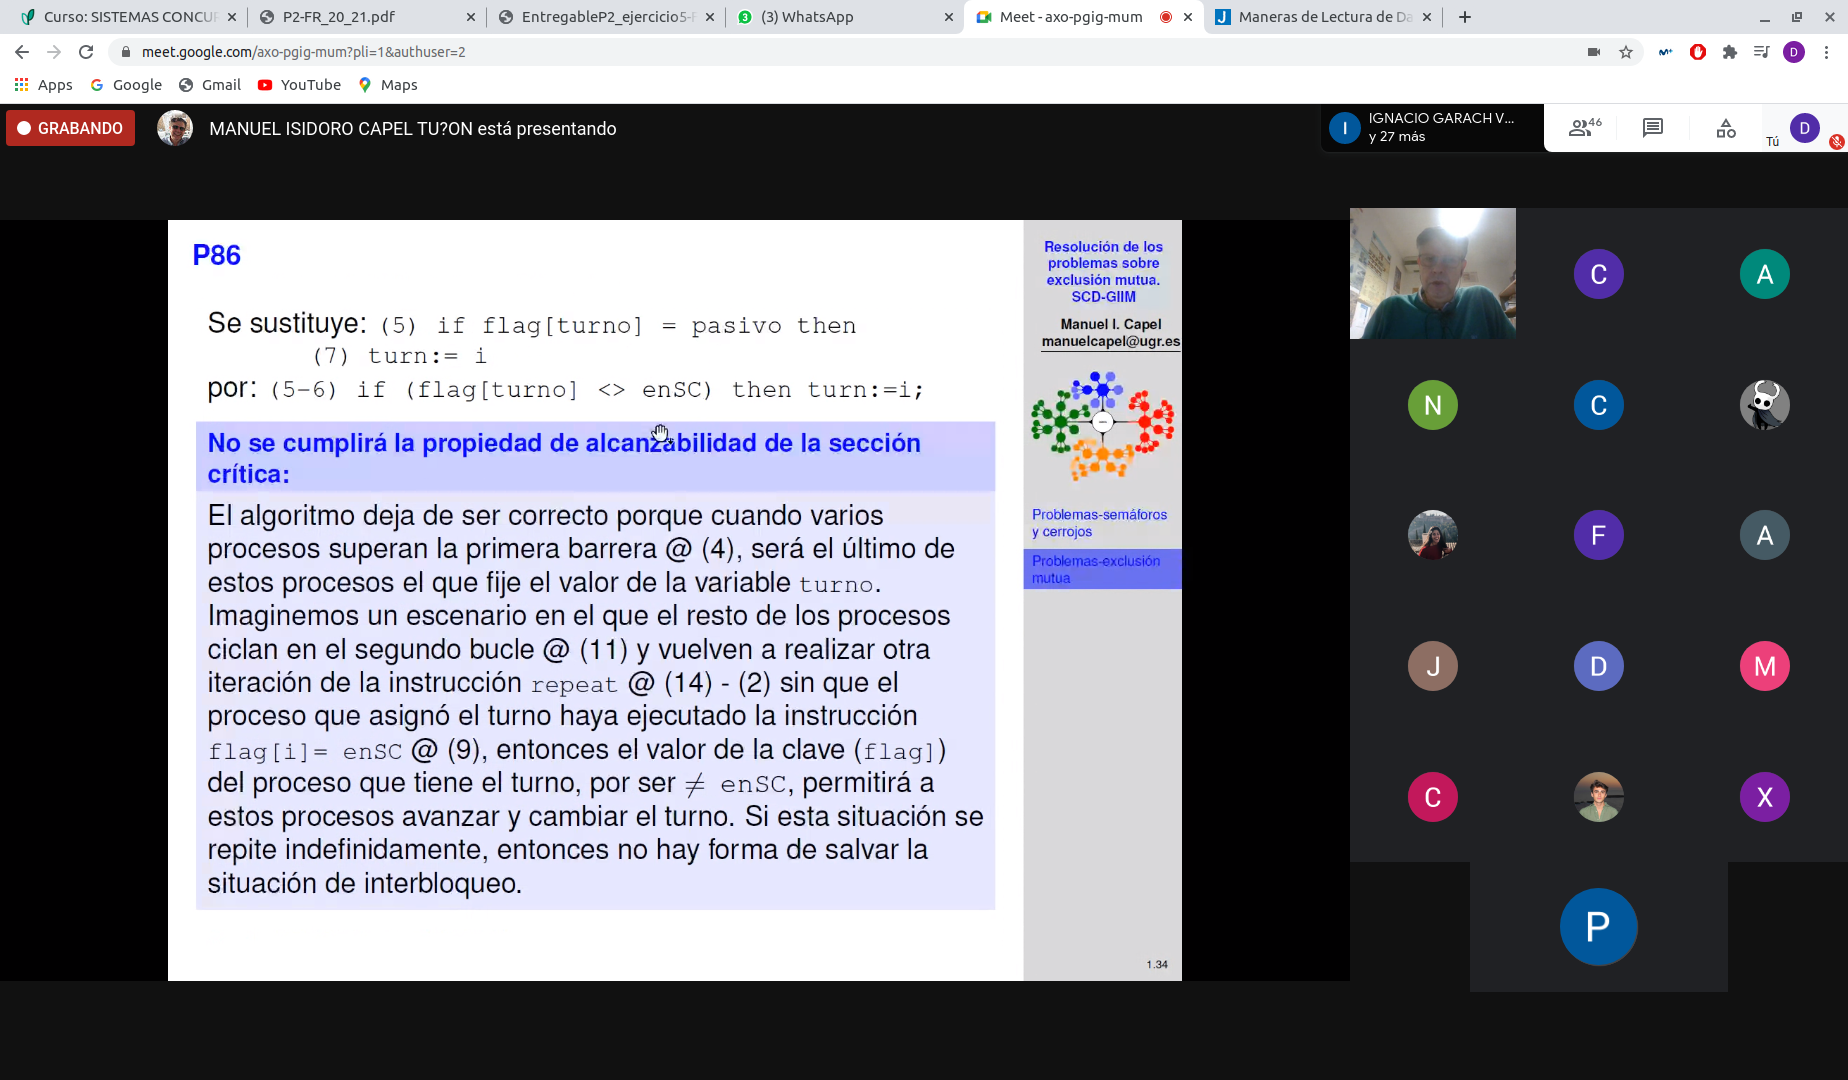 Curso: SISTEMAS CONCUR
P2-FR_20_21.pdf
EntregableP2_ejercicio5-F
(3) WhatsApp
Meet - axo-pgig-mum
Maneras de Lectura de Da
meet.google.com/axo-pgig-mum?pli=1&authuser=2
Apps
Google
Gmail
YouTube
Maps
GRABANDO
MANUEL ISIDORO CAPEL TU?ON está presentando
I
IGNACIO GARACH V...
y 27 más
46
Tú
D
P86
Se sustituye: (5) if flag[turno] = pasivo then
(7) turn:= i
por: (5-6) if (flag[turno] <> enSC) then turn:=i;
No se cumplirá la propiedad de alcanzabilidad de la sección
crítica:
El algoritmo deja de ser correcto porque cuando varios
procesos superan la primera barrera @ (4), será el último de
estos procesos el que fije el valor de la variable turno.
Imaginemos un escenario en el que el resto de los procesos
ciclan en el segundo bucle @ (11) y vuelven a realizar otra
iteración de la instrucción repeat @ (14) - (2) sin que el
proceso que asignó el turno haya ejecutado la instrucción
flag[i]= enSC @ (9), entonces el valor de la clave (flag])
del proceso que tiene el turno, por ser ≠ enSC, permitirá a
estos procesos avanzar y cambiar el turno. Si esta situación se
repite indefinidamente, entonces no hay forma de salvar la
situación de interbloqueo.
Resolución de los
problemas sobre
exclusión mutua.
SCD-GIIM
Manuel I. Capel
manuelcapel@ugr.es
Problemas-semáforos
y cerrojos
Problemas-exclusión
mutua
1.34
C
A
N
C
F
A
J
D
M
C
X
P